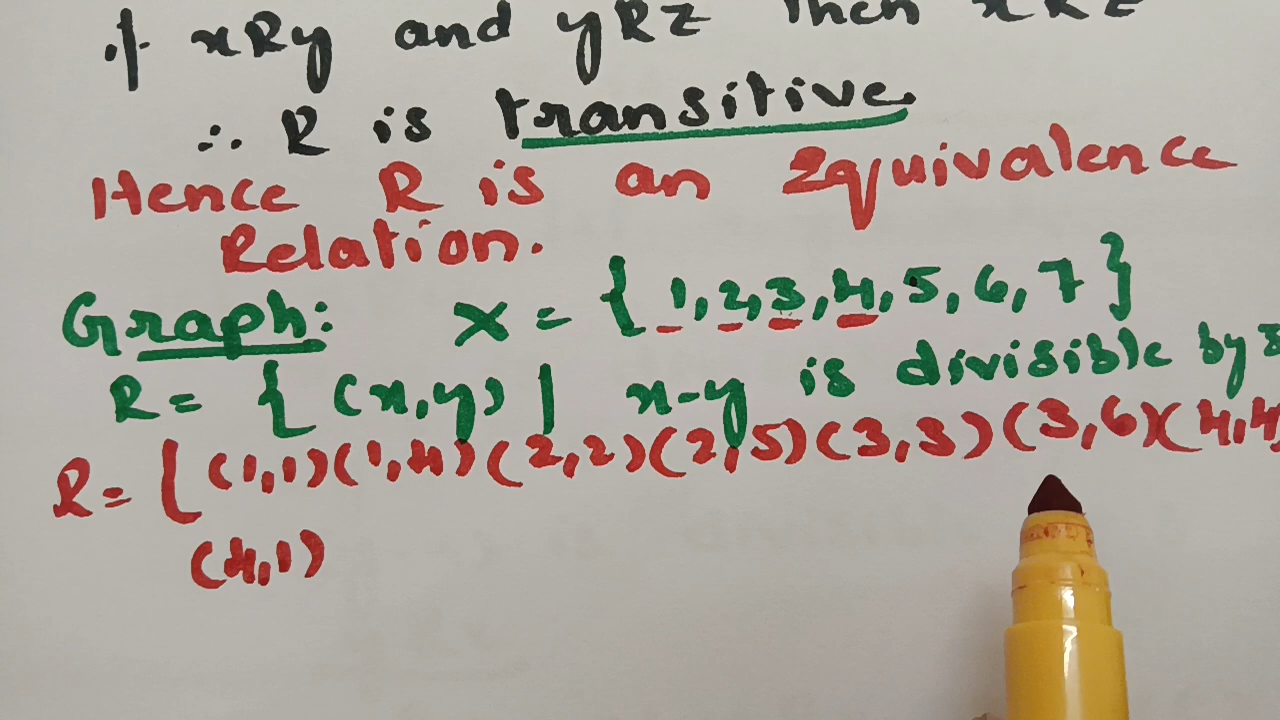 if xRy and yRz then xRz
∴ R is transitive.
Hence R is an Equivalence
Relation.
Graph: X = { 1, 2, 3, 4, 5, 6, 7 }
R = { (x,y) | x-y is divisible by 3
R = { (1,1) (1,4) (2,2) (2,5) (3,3) (3,6) (4,4
(4,1)